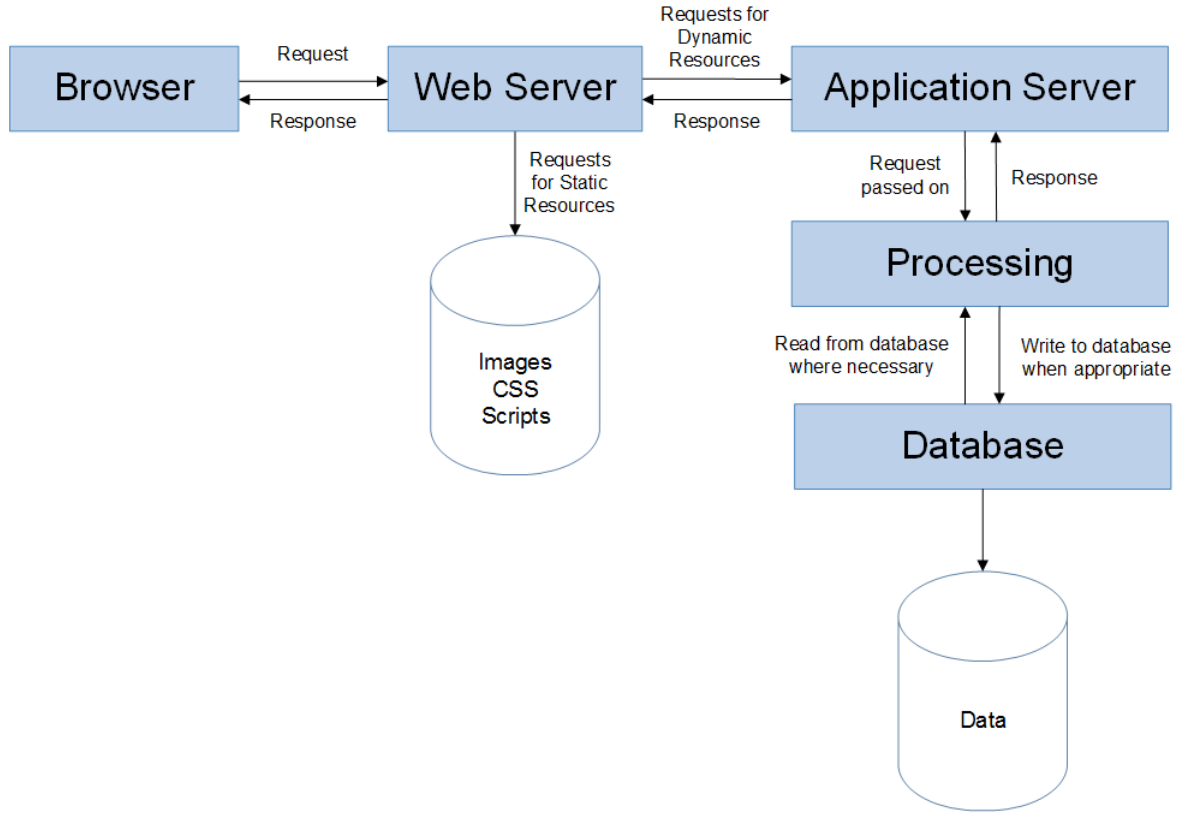 Browser
Request
Response
Web Server
Requests for
Dynamic
Resources
Response
Application Server
Requests
for Static
Resources
Images
CSS
Scripts
Request
passed on
Response
Processing
Read from database
where necessary
Write to database
when appropriate
Database
Data